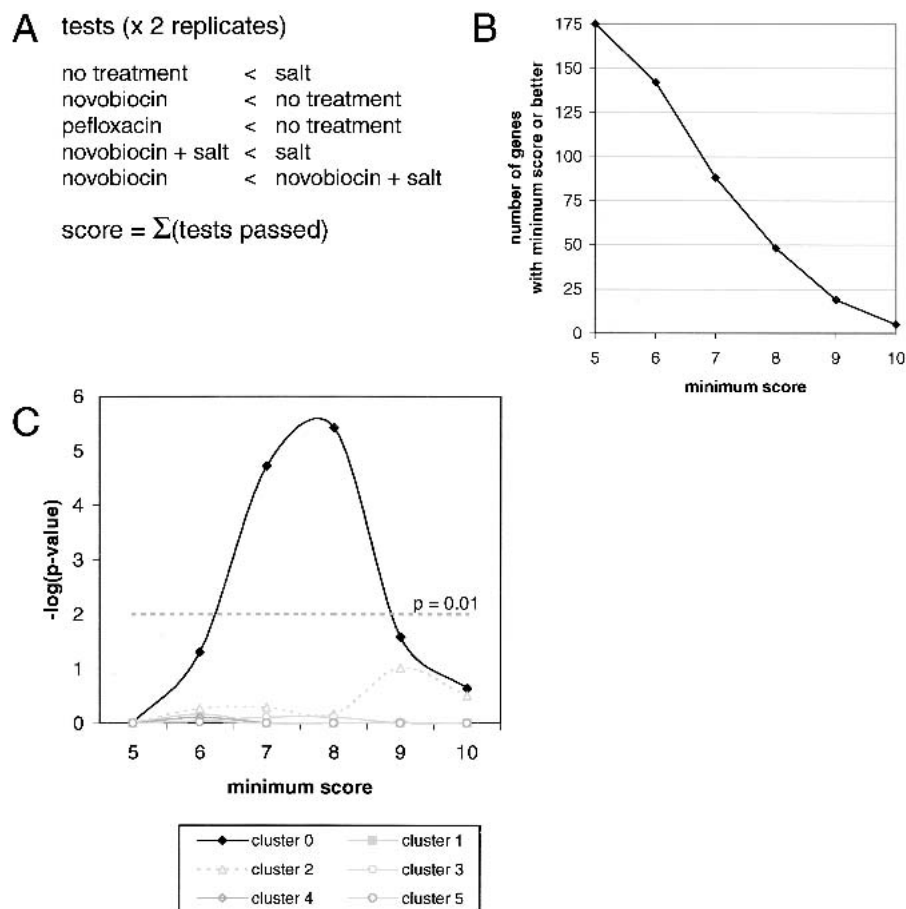 A
tests (x 2 replicates)
no treatment < salt
novobiocin < no treatment
pefloxacin < no treatment
novobiocin + salt < salt
novobiocin < novobiocin + salt
score = Σ(tests passed)
B
number of genes
with minimum score or better
175
150
125
100
75
50
25
0
5 6 7 8 9 10
minimum score
C
-log(p-value)
6
5
4
3
2
1
0
p = 0.01
5 6 7 8 9 10
minimum score
cluster 0 cluster 1
cluster 2 cluster 3
cluster 4 cluster 5